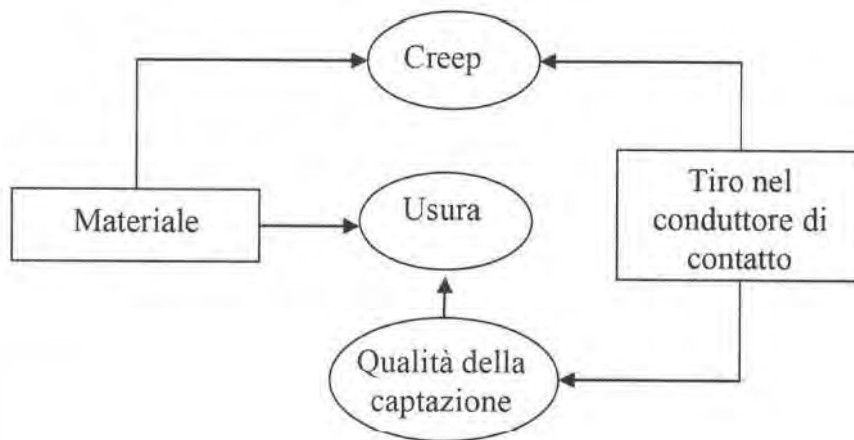 Creep
Materiale
Usura
Tiro nel
conduttore di
contatto
Qualità della
captazione